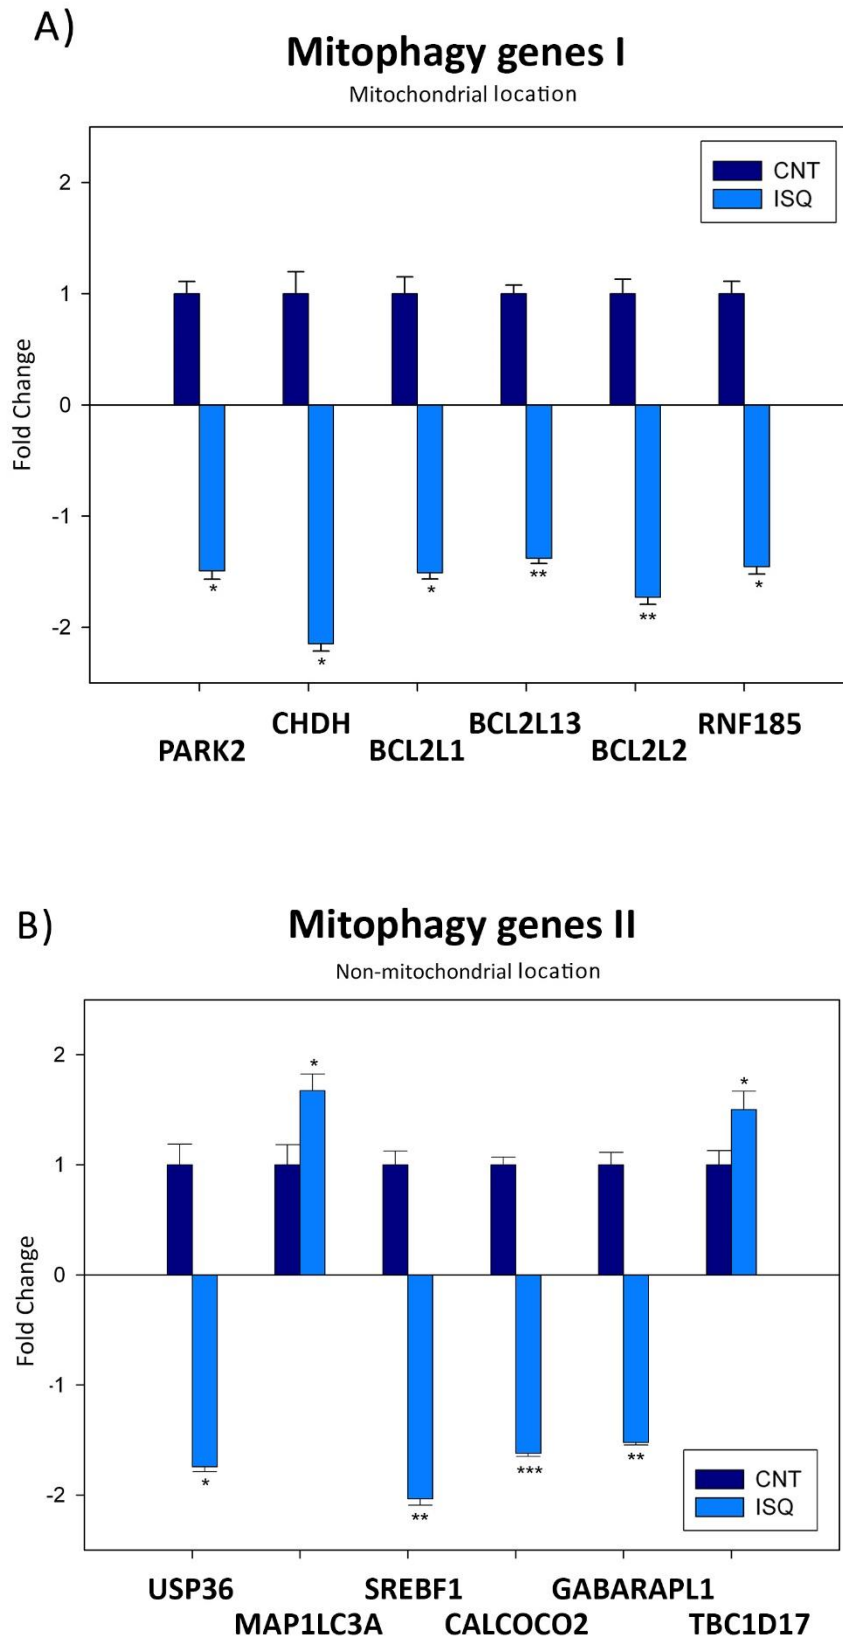 A)
Mitophagy genes I
Mitochondrial location
CNT
ISQ
Fold Change
2
1
0
-1
-2
*
*
*
**
**
*
PARK2
CHDH
BCL2L1
BCL2L13
BCL2L2
RNF185
B)
Mitophagy genes II
Non-mitochondrial location
Fold Change
2
1
0
-1
-2
*
*
*
**
***
**
CNT
ISQ
USP36
MAP1LC3A
SREBF1
CALCOCO2
GABARAPL1
TBC1D17